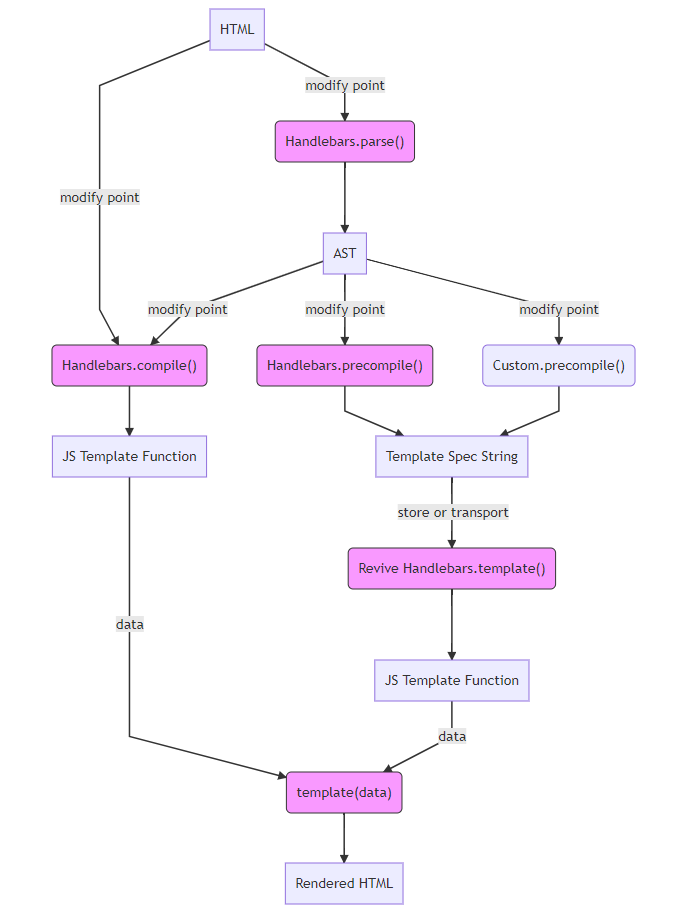 HTML
modify point
Handlebars.parse()
modify point
AST
modify point
modify point
modify point
Handlebars.compile()
Handlebars.precompile()
Custom.precompile()
JS Template Function
Template Spec String
store or transport
Revive Handlebars.template()
data
JS Template Function
data
template(data)
Rendered HTML